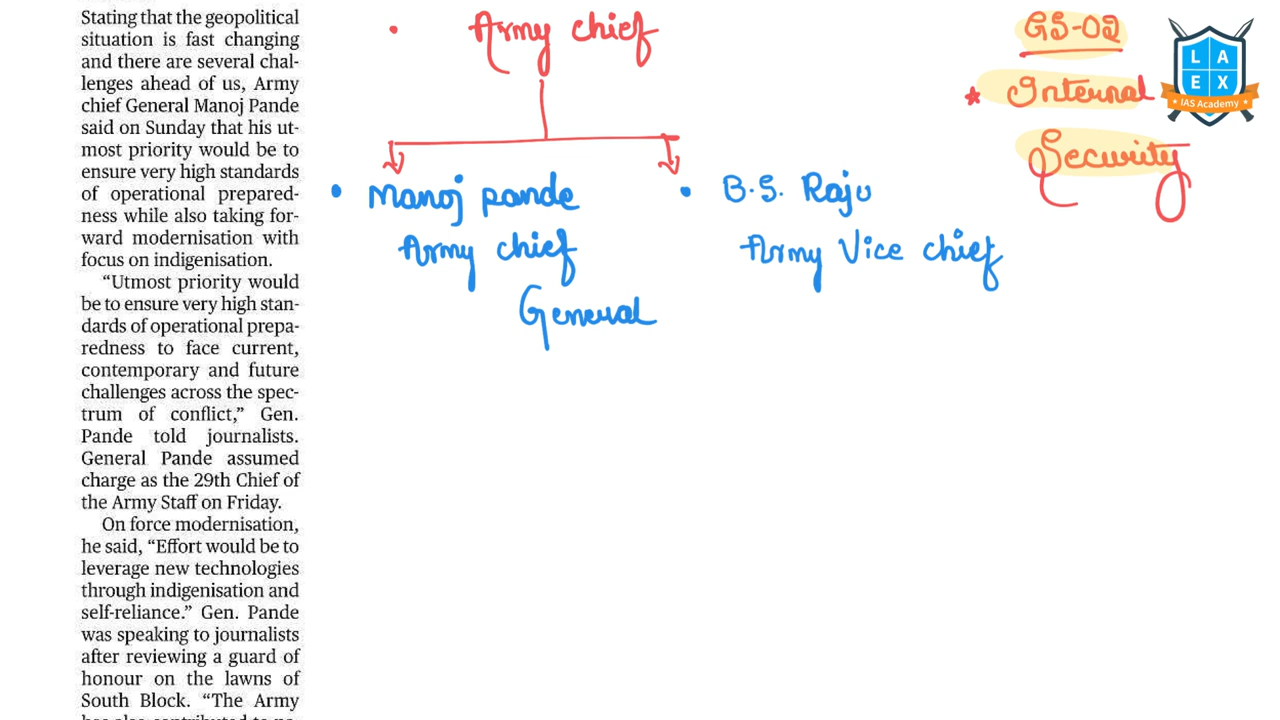 Stating that the geopolitical
situation is fast changing
and there are several chal-
lenges ahead of us, Army
chief General Manoj Pande
said on Sunday that his ut-
most priority would be to
ensure very high standards
of operational prepared-
ness while also taking for-
ward modernisation with
focus on indigenisation.
“Utmost priority would
be to ensure very high stan-
dards of operational prepa-
redness to face current,
contemporary and future
challenges across the spec-
trum of conflict,” Gen.
Pande told journalists.
General Pande assumed
charge as the 29th Chief of
the Army Staff on Friday.
On force modernisation,
he said, “Effort would be to
leverage new technologies
through indigenisation and
self-reliance.” Gen. Pande
was speaking to journalists
after reviewing a guard of
honour on the lawns of
South Block. “The Army
• Army chief
• Manoj pande
Army chief
General
• B.S. Raju
Army Vice chief
GS-02
* Internal
Security
L A
E X
IAS Academy